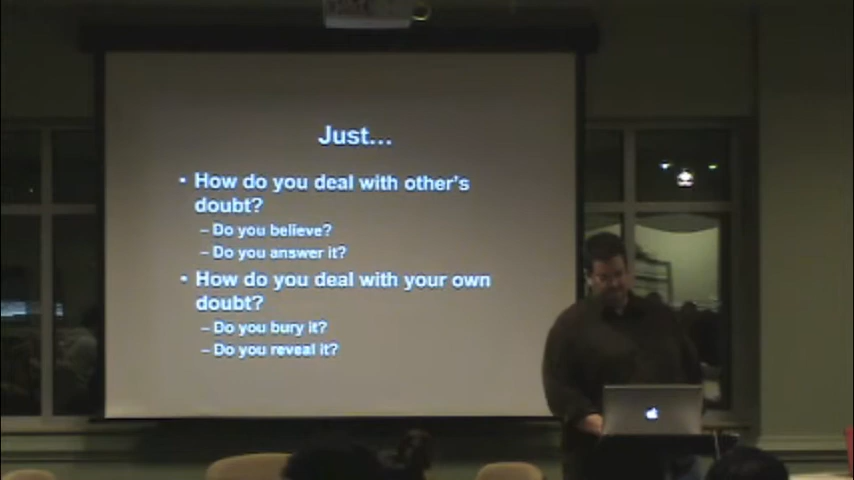 Just...
• How do you deal with other's
doubt?
– Do you believe?
– Do you answer it?
• How do you deal with your own
doubt?
– Do you bury it?
– Do you reveal it?